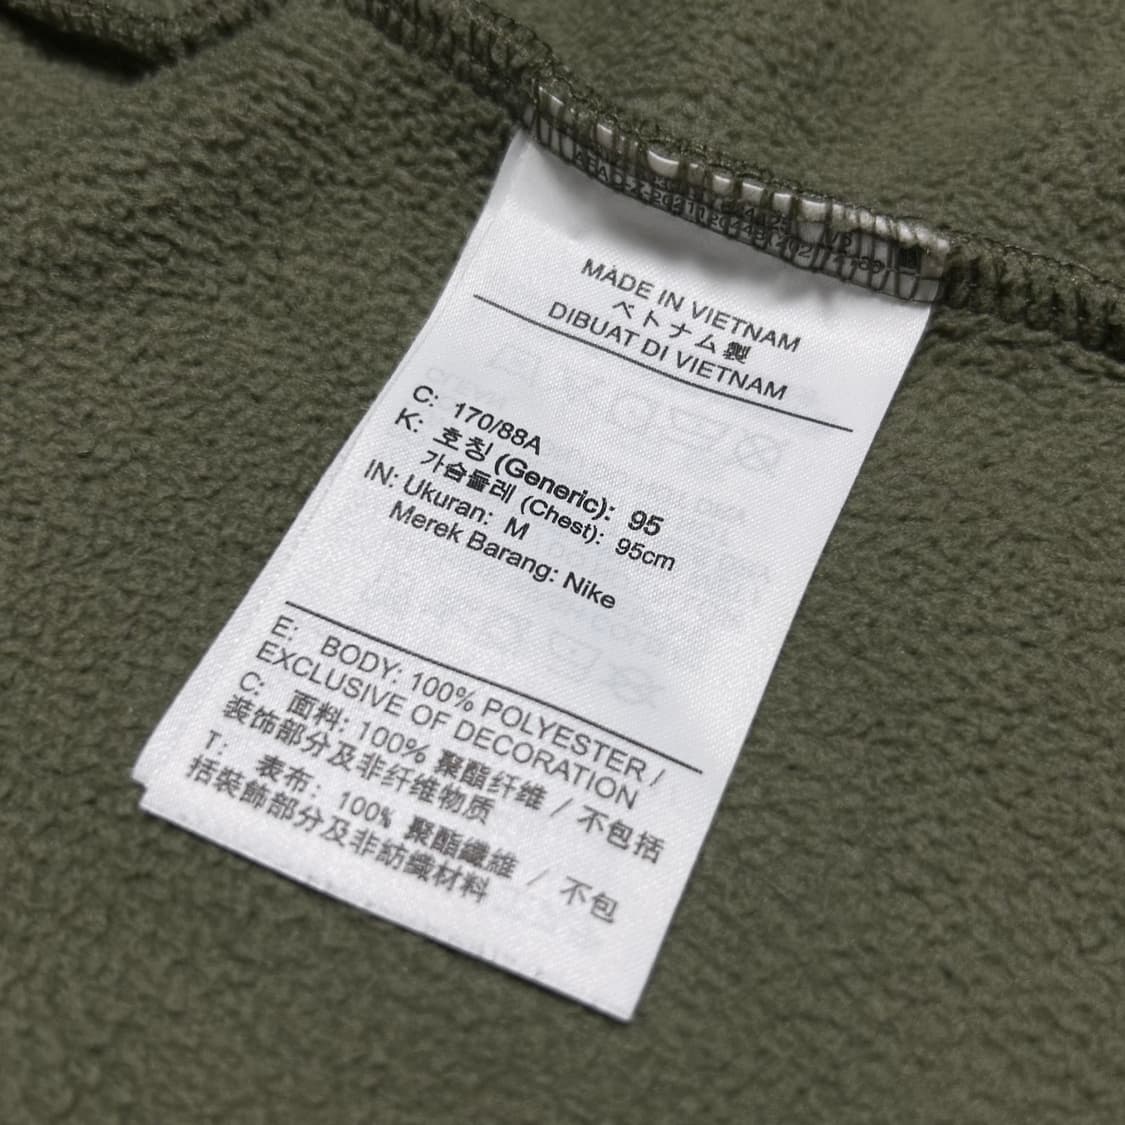 MADE IN VIETNAM
ベトナム製
DIBUAT DI VIETNAM
C: 170/88A
K: 호칭 (Generic): 95
가슴둘레 (Chest): 95cm
IN: Ukuran: M
Merek Barang: Nike
E: BODY: 100% POLYESTER /
EXCLUSIVE OF DECORATION
C: 面料: 100% 聚酯纤维 / 不包括
装饰部分及非纤维物质
T: 表布: 100% 聚酯纖維 / 不包
括裝飾部分及非紡織材料